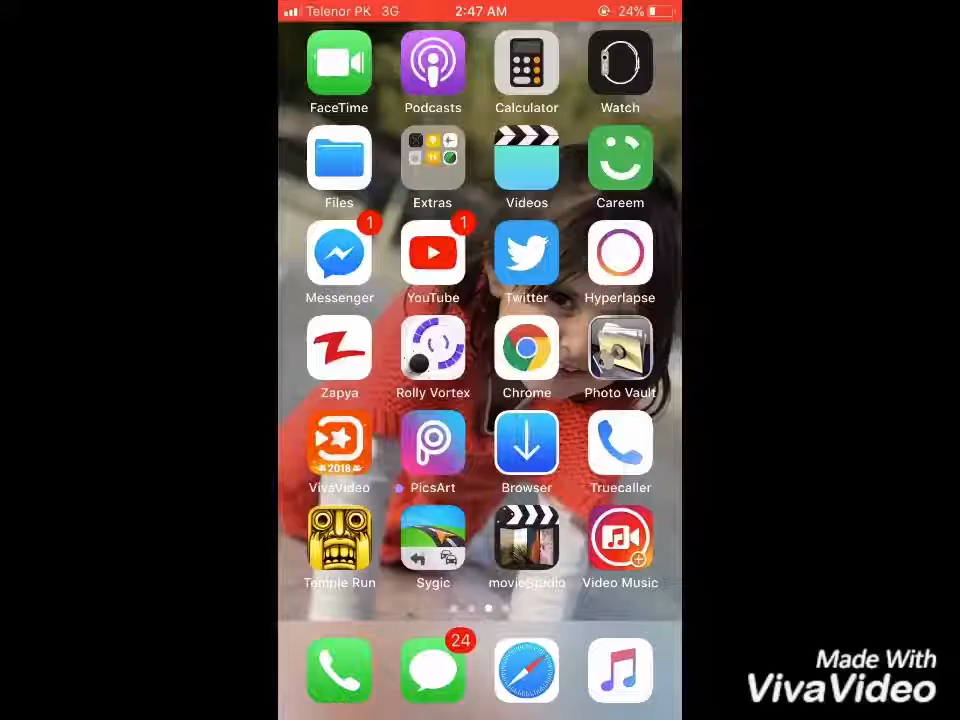 Telenor PK 3G 2:47 AM 24%
FaceTime Podcasts Calculator Watch
Files Extras Videos Careem
1 1
Messenger YouTube Twitter Hyperlapse
Zapya Rolly Vortex Chrome Photo Vault
2018
VivaVideo PicsArt Browser Truecaller
Temple Run Sygic movieStudio Video Music
24
Made With
VivaVideo